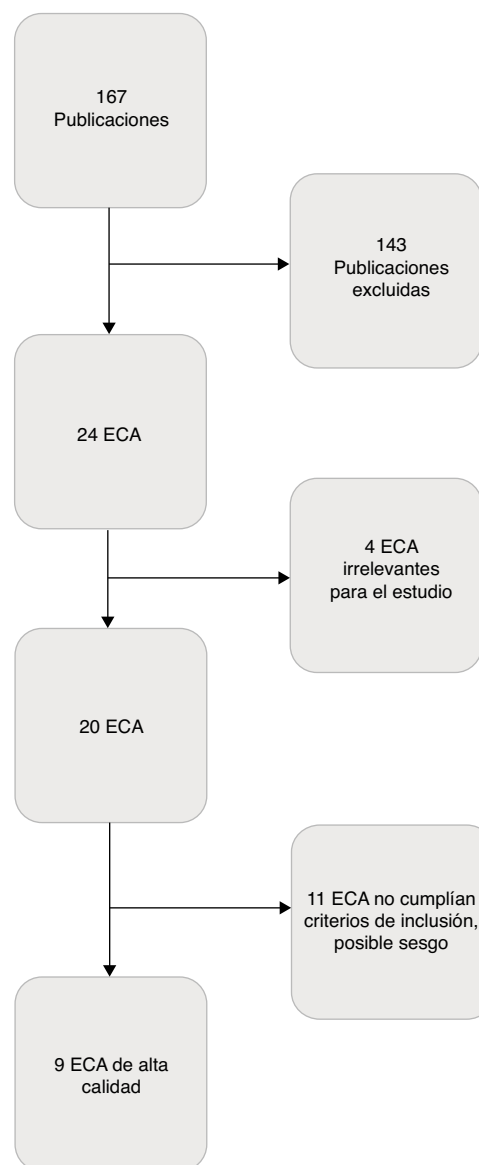 167
Publicaciones
143
Publicaciones
excluidas
24 ECA
4 ECA
irrelevantes
para el estudio
20 ECA
11 ECA no cumplían
criterios de inclusión,
posible sesgo
9 ECA de alta
calidad